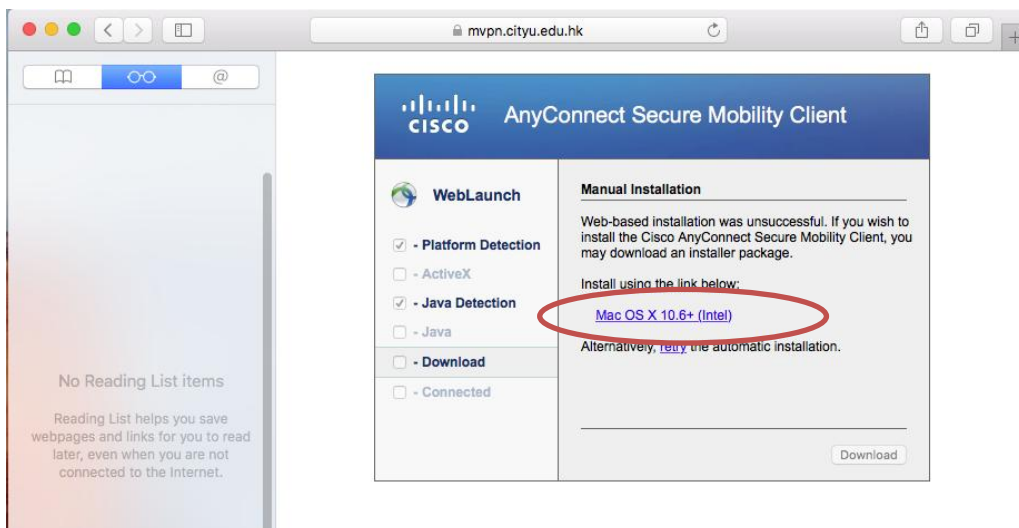 mvpn.cityu.edu.hk
@
CISCO
AnyConnect Secure Mobility Client
WebLaunch
- Platform Detection
- ActiveX
- Java Detection
- Java
- Download
- Connected
Manual Installation
Web-based installation was unsuccessful. If you wish to
install the Cisco AnyConnect Secure Mobility Client, you
may download an installer package.
Install using the link below:
Mac OS X 10.6+ (Intel)
Alternatively, retry the automatic installation.
Download
No Reading List items
Reading List helps you save
webpages and links for you to read
later, even when you are not
connected to the Internet.